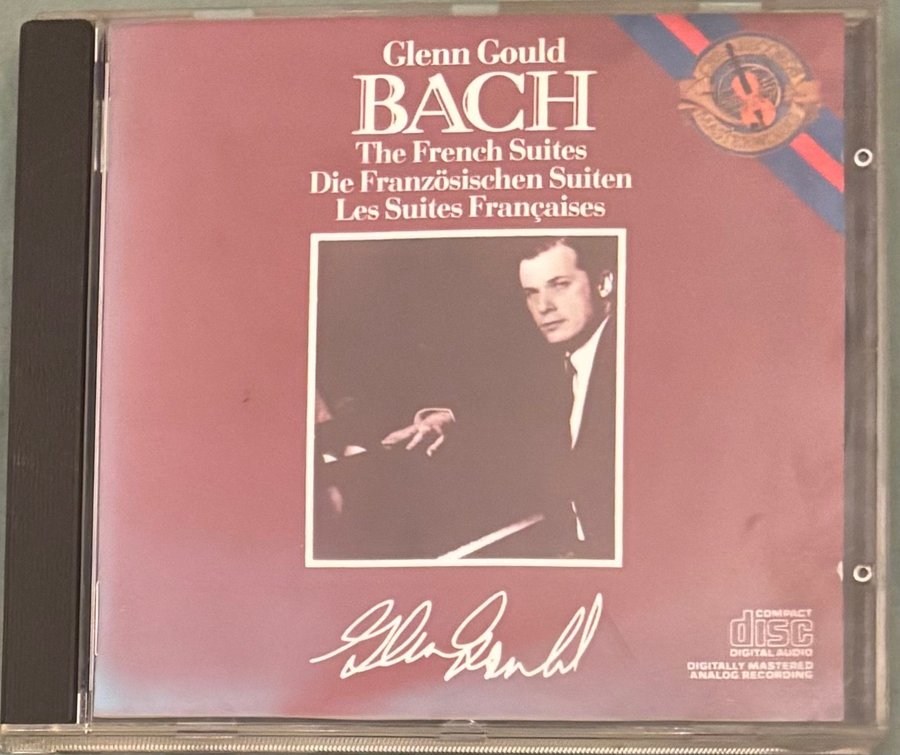 Glenn Gould
BACH
The French Suites
Die Französischen Suiten
Les Suites Françaises
Glenn Gould
COMPACT
disc
DIGITAL AUDIO
DIGITALLY MASTERED
ANALOG RECORDING